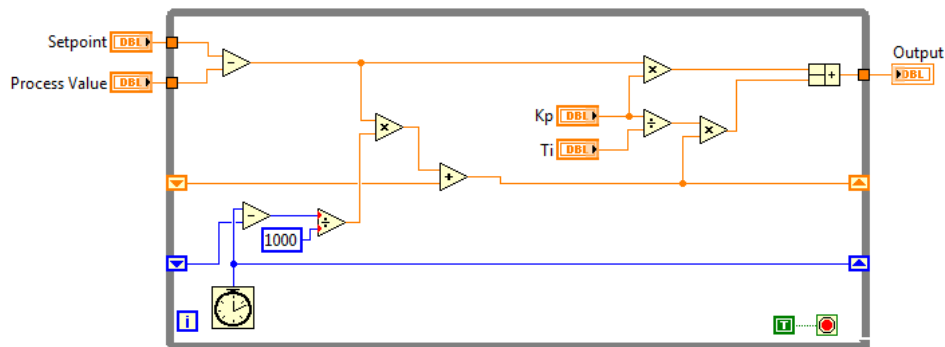 Setpoint DBL
Process Value DBL
Output
DBL
Kp DBL
Ti DBL
1000
i
T